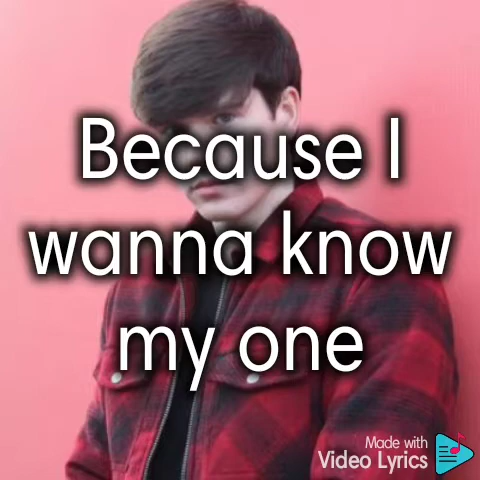 Because I
wanna know
my one
Made with
Video Lyrics